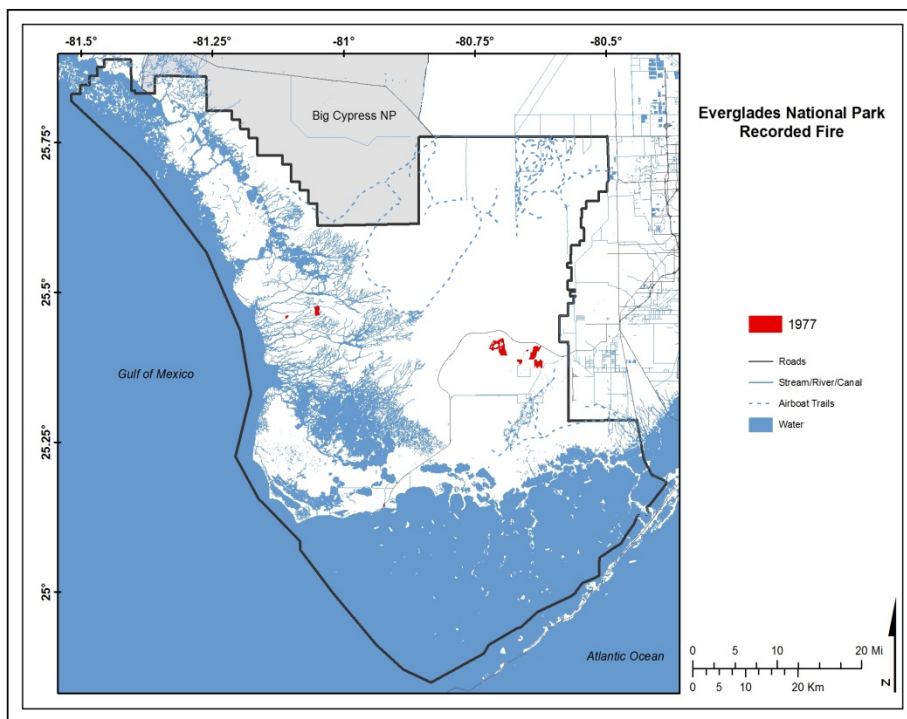 -81.5° -81.25° -81° -80.75° -80.5°
Big Cypress NP
25.75°
25.5°
25.25°
25°
Gulf of Mexico
Atlantic Ocean
Everglades National Park
Recorded Fire
1977
Roads
Stream/River/Canal
Airboat Trails
Water
0 5 10 20 Mi
0 5 10 20 Km
N